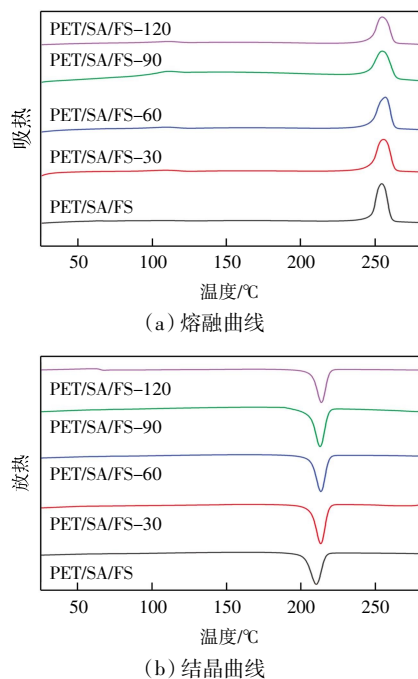 PET/SA/FS–120
PET/SA/FS–90
PET/SA/FS–60
PET/SA/FS–30
PET/SA/FS
吸热
50 100 150 200 250
温度/℃
(a) 熔融曲线
PET/SA/FS–120
PET/SA/FS–90
PET/SA/FS–60
PET/SA/FS–30
PET/SA/FS
放热
50 100 150 200 250
温度/℃
(b) 结晶曲线